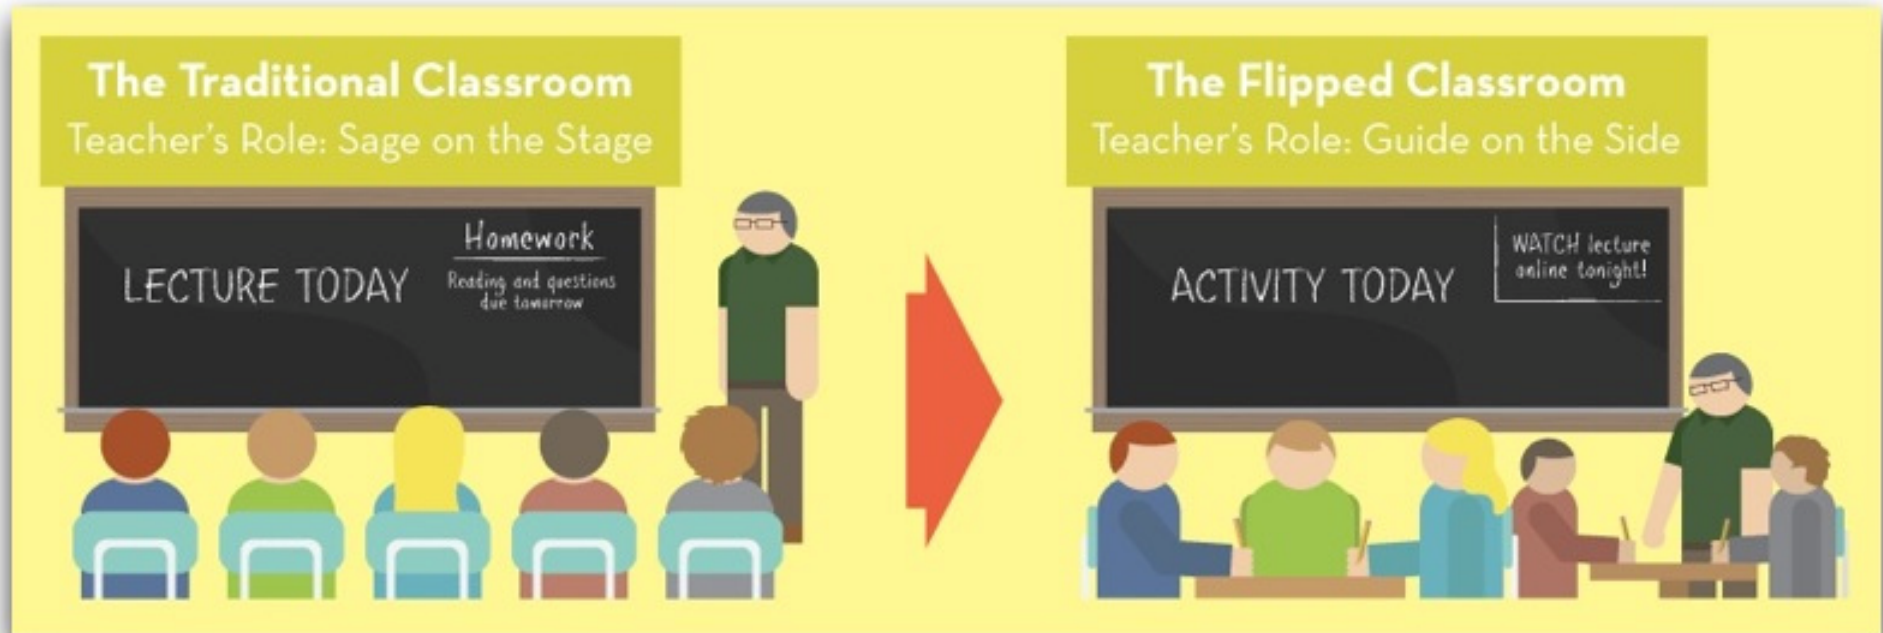 The Traditional Classroom
Teacher's Role: Sage on the Stage
LECTURE TODAY
Homework
Reading and questions
due tomorrow
The Flipped Classroom
Teacher's Role: Guide on the Side
ACTIVITY TODAY
WATCH lecture
online tonight!